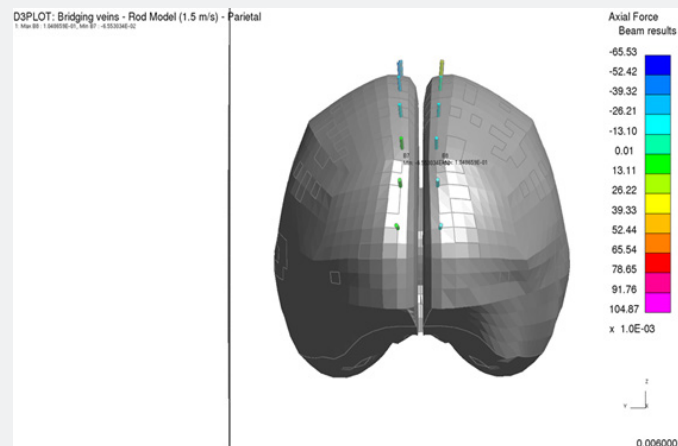 D3PLOT: Bridging veins - Rod Model (1.5 m/s) - Parietal
Axial Force
Beam results
-65.53
-52.42
-39.32
-26.21
-13.10
0.01
13.11
26.22
39.33
52.44
65.54
78.65
91.76
104.87
x 1.0E-03
B7
B8
Z
Y
0.006000